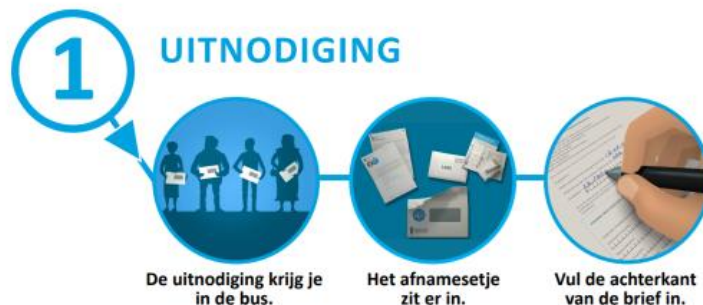 1
UITNODIGING
De uitnodiging krijg je
in de bus.
Het afnamesetje
zit er in.
Vul de achterkant
van de brief in.